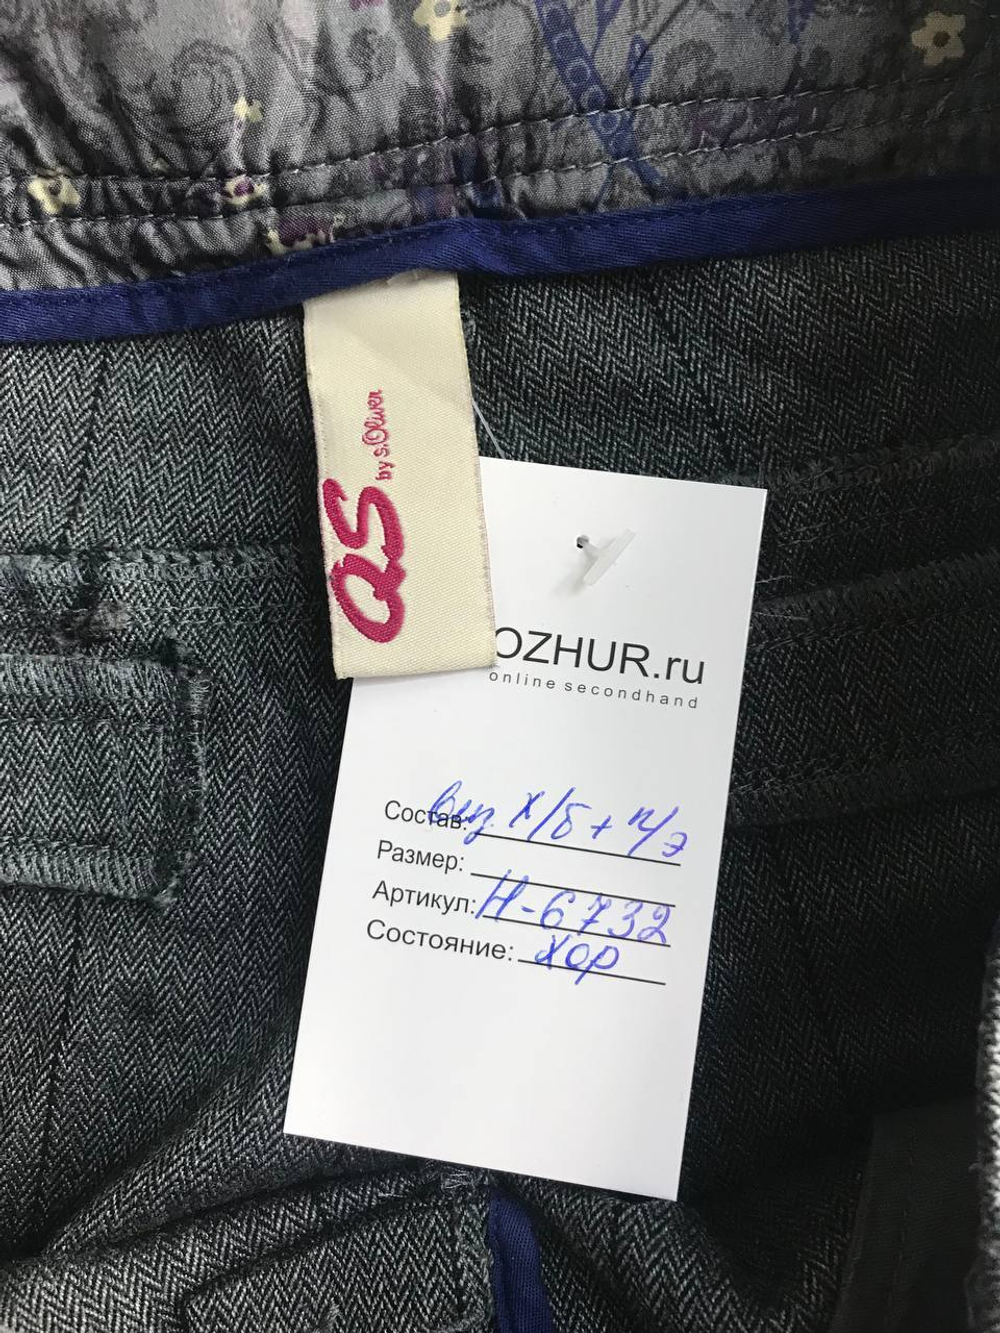 QS
by s.Oliver
OZHUR.ru
online secondhand
Состав: виз. х/б + п/э
Размер:
Артикул: Н-6732
Состояние: хор